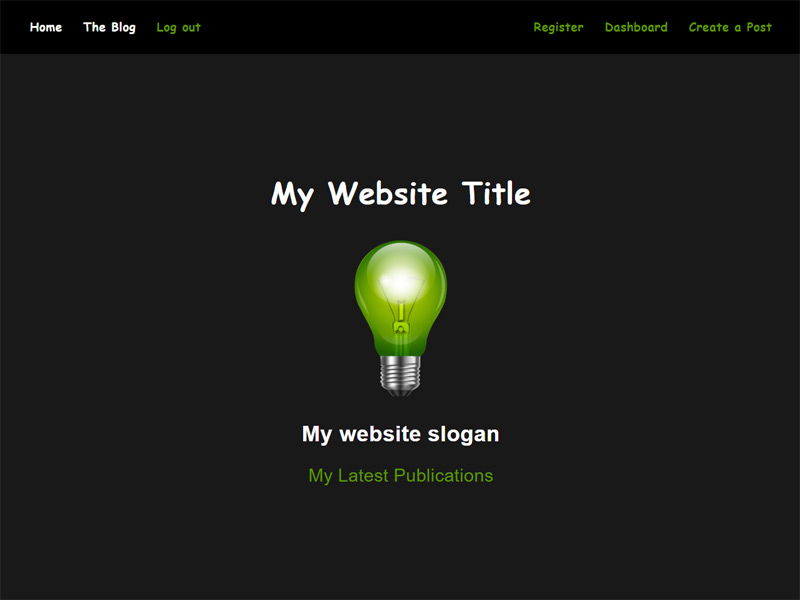 Home The Blog Log out Register Dashboard Create a Post
My Website Title
My website slogan
My Latest Publications